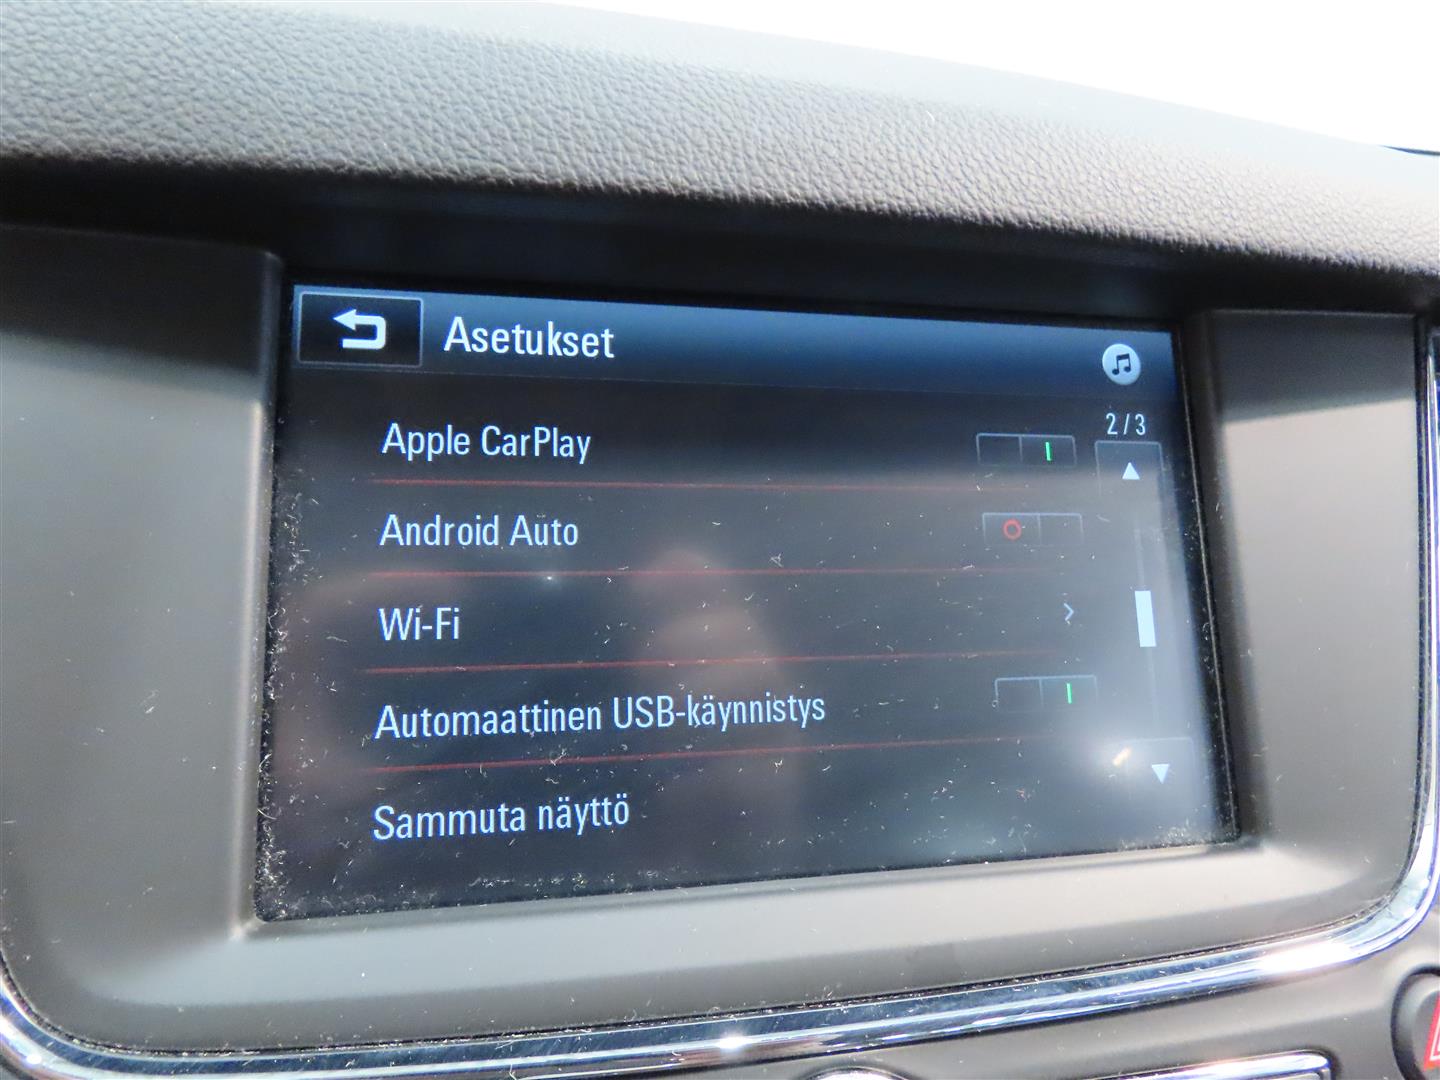 Asetukset
2/3
Apple CarPlay
Android Auto
Wi-Fi
Automaattinen USB-käynnistys
Sammuta näyttö